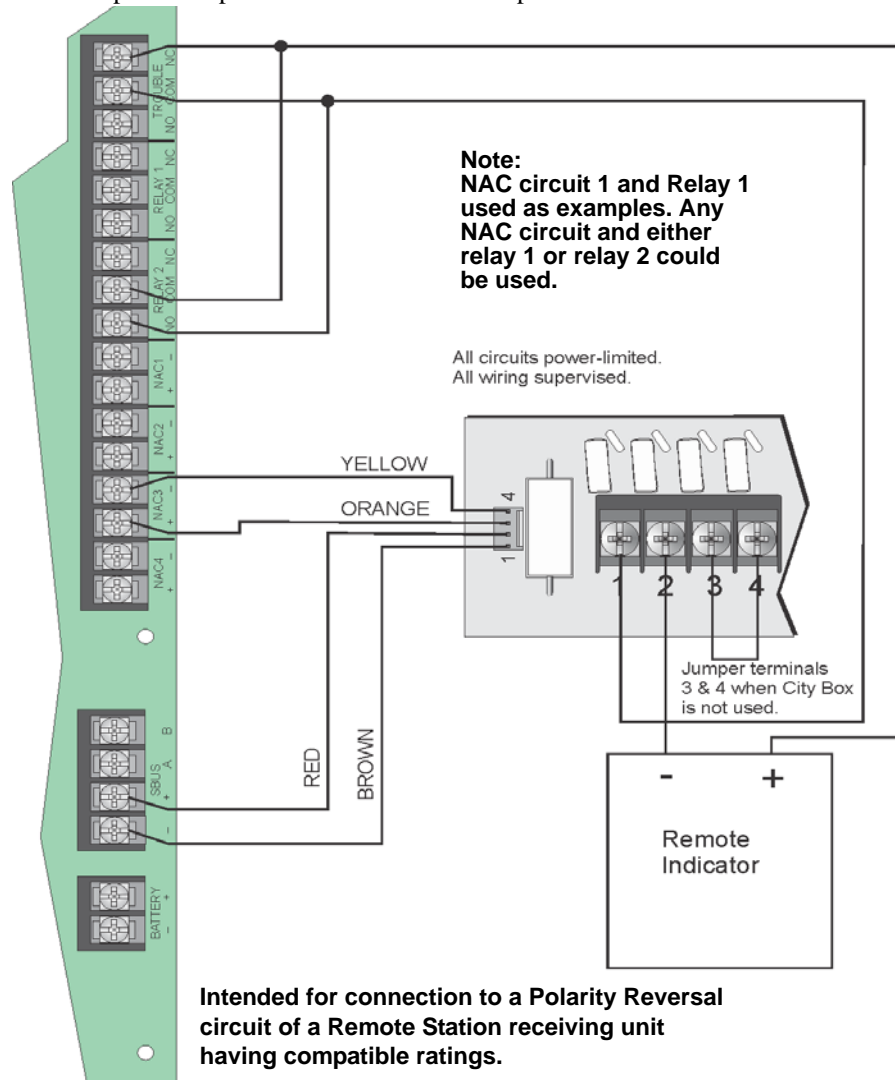 NC
COM
NO
TROUBLE
NC
COM
NO
RELAY 1
NC
COM
NO
RELAY 2
–
+
NAC1
–
+
NAC2
–
+
NAC3
–
+
NAC4
B
A
+
–
SBUS
+
–
BATTERY
Note:
NAC circuit 1 and Relay 1
used as examples. Any
NAC circuit and either
relay 1 or relay 2 could
be used.
All circuits power-limited.
All wiring supervised.
YELLOW
ORANGE
RED
BROWN
4
1
1 2 3 4
Jumper terminals
3 & 4 when City Box
is not used.
- +
Remote
Indicator
Intended for connection to a Polarity Reversal
circuit of a Remote Station receiving unit
having compatible ratings.